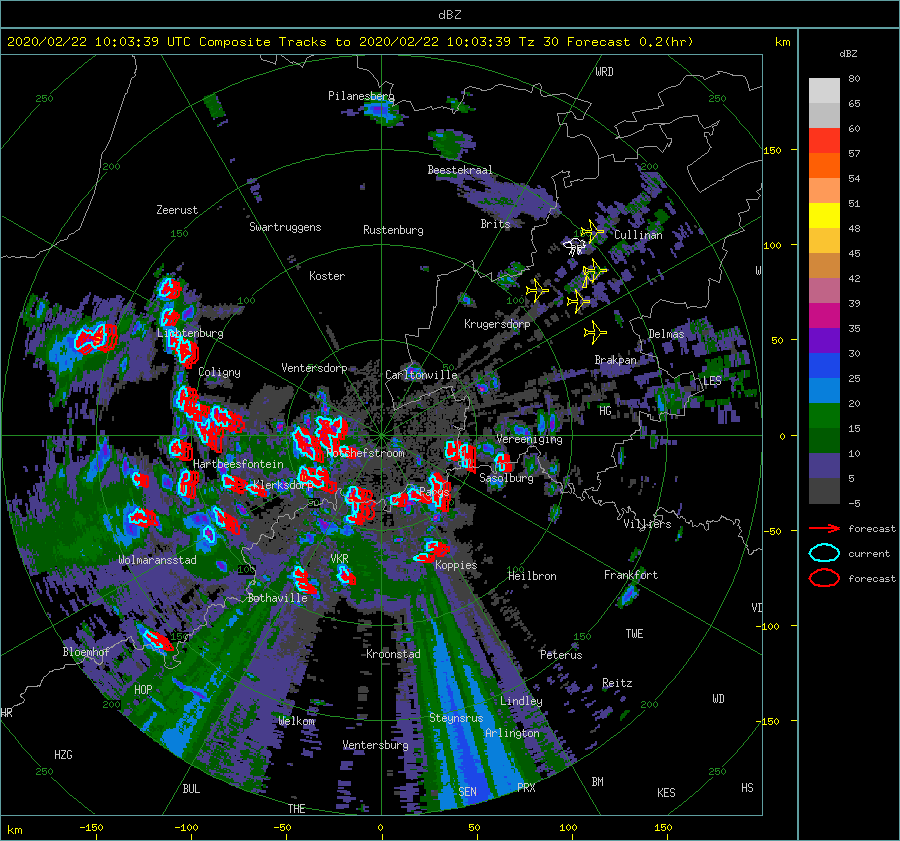 dBZ
2020/02/22 10:03:39 UTC Composite Tracks to 2020/02/22 10:03:39 Tz 30 Forecast 0.2(hr)
km
dBZ
80
65
60
57
54
51
48
45
42
39
35
30
25
20
15
10
5
-5
forecast
current
forecast
WRD
250
Pilanesberg
250
150
200
Beestekraal
200
Zeerust
150
Swartruggens
Rustenburg
Brits
Cullinan
100
Koster
W
100
100
Krugersdorp
Lichtenburg
Delmas
50
Brakpan
Coligny
Ventersdorp
Carltonville
LES
HG
0
Vereeniging
Potchefstroom
Hartbeesfontein
Sasolburg
Klerksdorp
Parys
Villiers
-50
Wolmaransstad
VKR
Koppies
100
100
Heilbron
Frankfort
Bothaville
VD
-100
150
150
TWE
Bloemhof
Kroonstad
Peterus
Reitz
HOP
WD
200
Lindley
200
HR
Welkom
Steynsrus
-150
Arlington
Ventersburg
HZG
250
250
BUL
SEN
PRX
BM
KES
HS
THE
km
-150
-100
-50
0
50
100
150